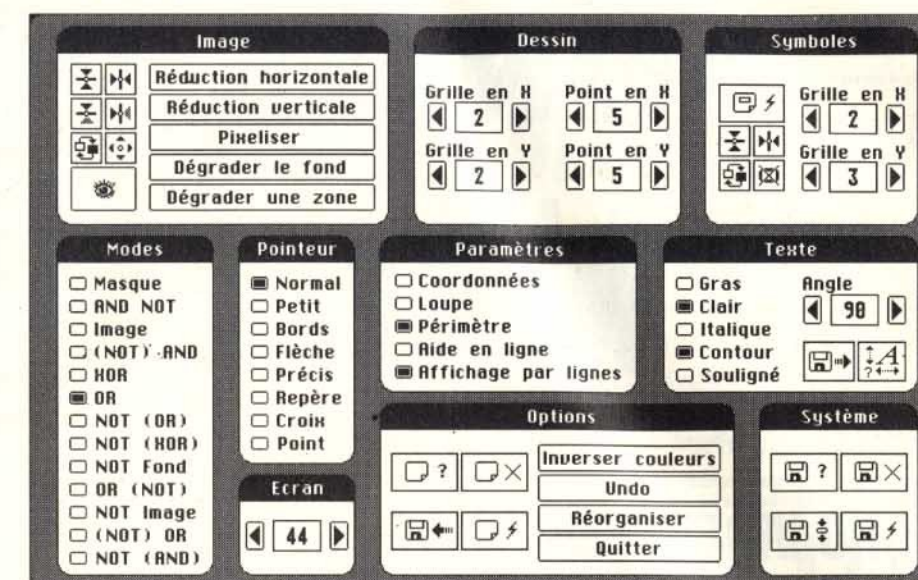 Image
Réduction horizontale
Réduction verticale
Pixeliser
Dégrader le fond
Dégrader une zone
Dessin
Grille en X
2
Point en X
5
Grille en Y
2
Point en Y
5
Symboles
Grille en X
2
Grille en Y
3
Modes
Masque
AND NOT
Image
(NOT) AND
XOR
OR
NOT (OR)
NOT (XOR)
NOT Fond
OR (NOT)
NOT Image
(NOT) OR
NOT (AND)
Pointeur
Normal
Petit
Bords
Flèche
Précis
Repère
Croix
Point
Ecran
44
Paramètres
Coordonnées
Loupe
Périmètre
Aide en ligne
Affichage par lignes
Texte
Gras
Clair
Italique
Contour
Souligné
Angle
90
A
?
Options
?
Inverser couleurs
Undo
Réorganiser
Quitter
Système
?